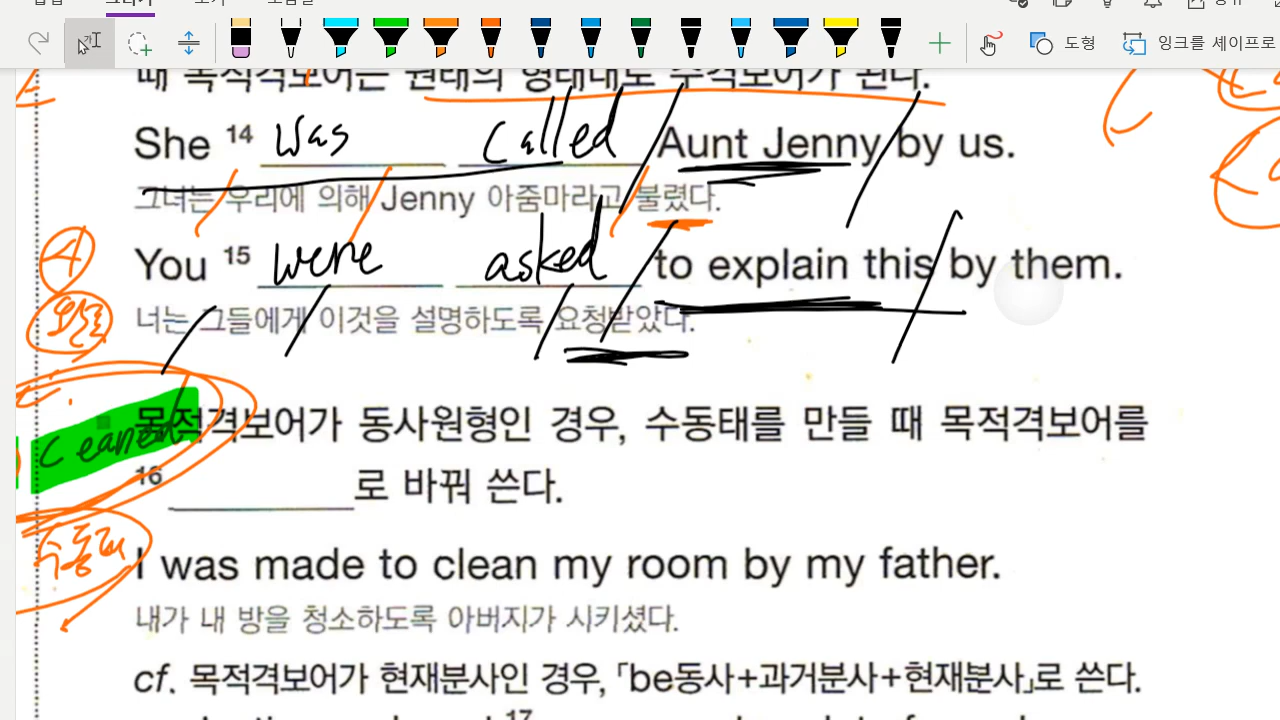 도형
잉크를 셰이프로
때 목적격보어는 원태의 형태대로 주격보어가 된다.
She 14 was called Aunt Jenny by us.
그녀는 우리에 의해 Jenny 아줌마라고 불렸다.
You 15 were asked to explain this by them.
너는 그들에게 이것을 설명하도록 요청받았다.
목적격보어가 동사원형인 경우, 수동태를 만들 때 목적격보어를
16 로 바꿔 쓴다.
수동태
I was made to clean my room by my father.
내가 내 방을 청소하도록 아버지가 시키셨다.
cf. 목적격보어가 현재분사인 경우, 「be동사+과거분사+현재분사」로 쓴다.
17